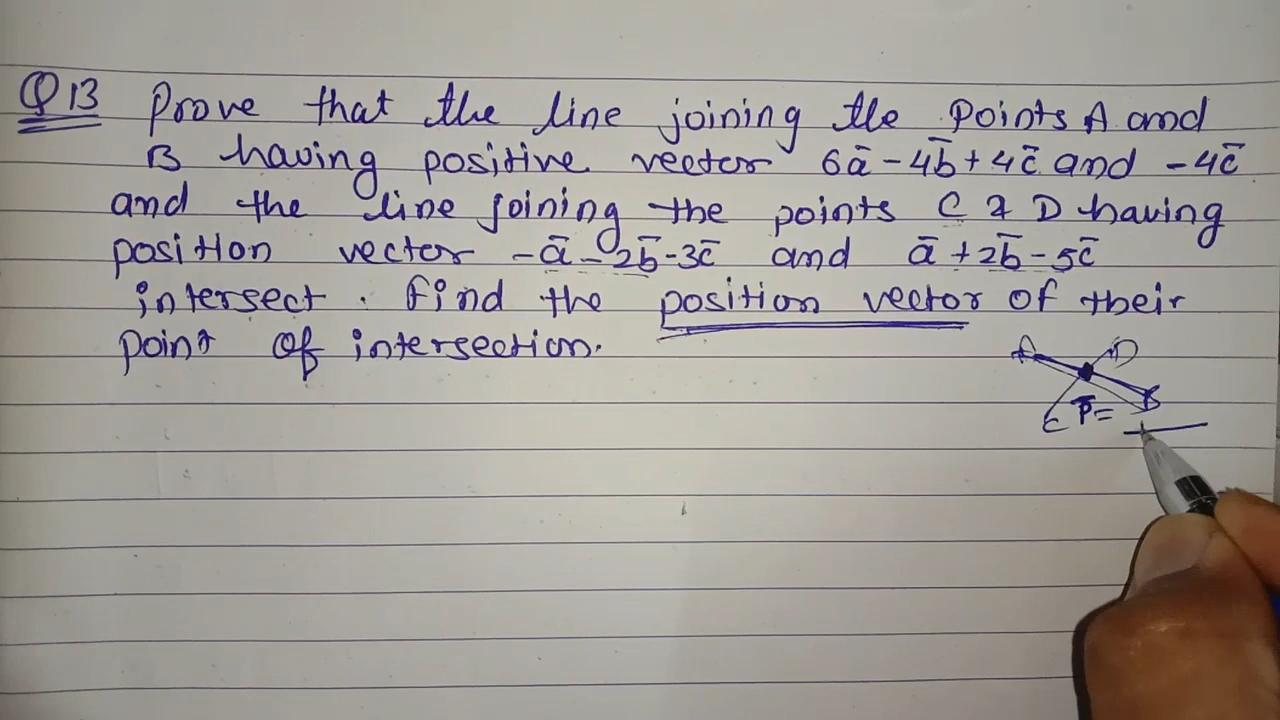 Q 13 Prove that the line joining the points A and
B having positive vector 6a̅ - 4b̅ + 4c̅ and - 4c̅
and the line joining the points C & D having
position vector -a̅ - 2b̅ - 3c̅ and a̅ + 2b̅ - 5c̅
intersect. Find the position vector of their
point of intersection.
A D
C P̅ = B